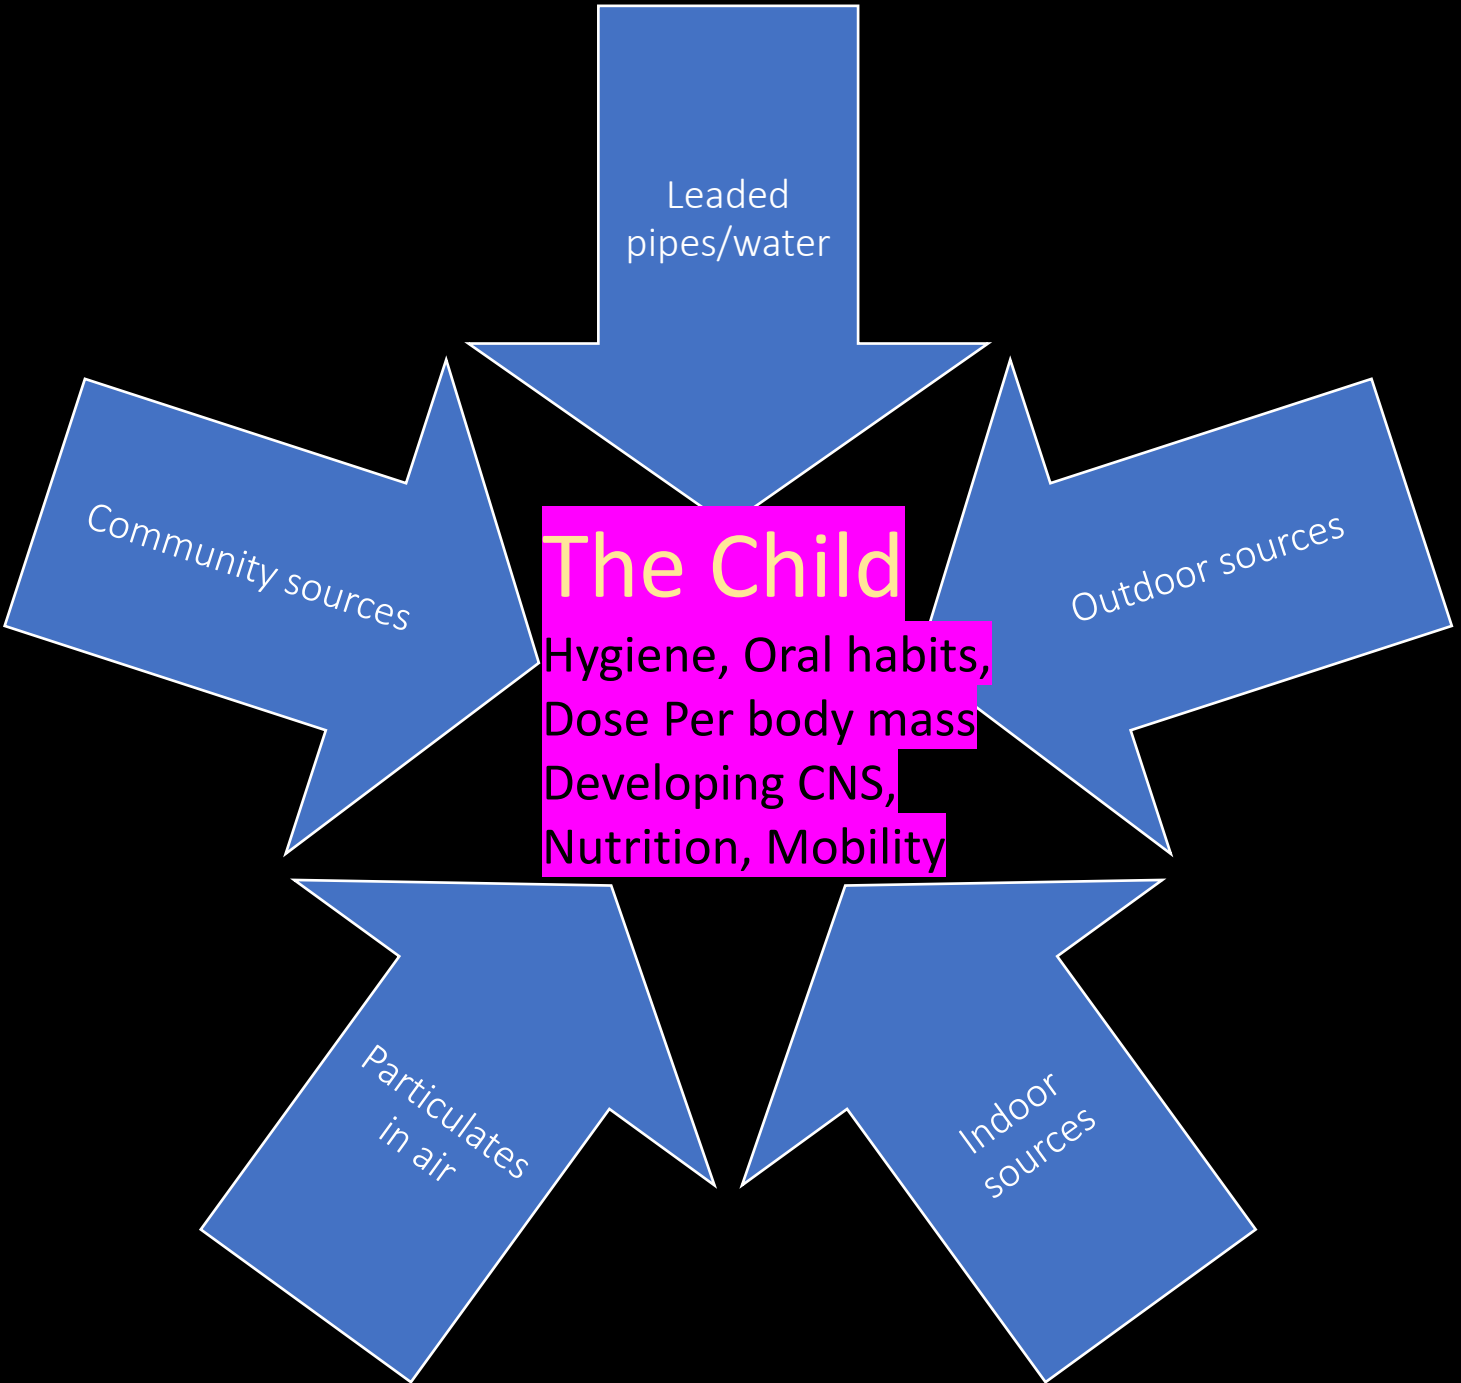 Leaded
pipes/water
Community sources
Outdoor sources
The Child
Hygiene, Oral habits,
Dose Per body mass
Developing CNS,
Nutrition, Mobility
Particulates
in air
Indoor
sources